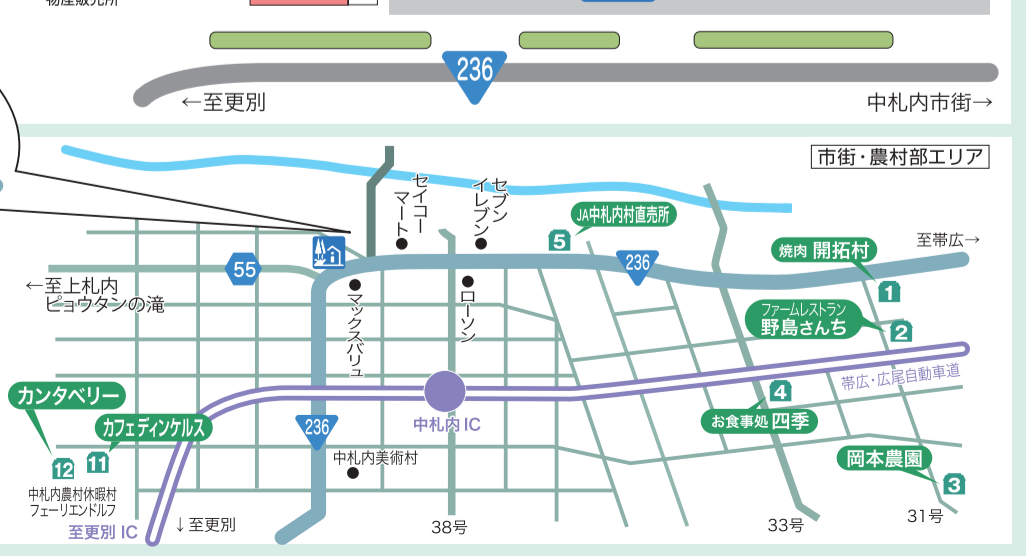 物産販売所
236
←至更別
中札内市街→
市街・農村部エリア
セイコー
マート
セブン
イレブン
JA中札内村直売所
5
焼肉 開拓村
至帯広→
1
236
55
←至上札内
ピョウタンの滝
マックスバリュ
ローソン
ファームレストラン
野島さんち
2
帯広・広尾自動車道
カンタベリー
カフェディンケルス
中札内IC
4
お食事処 四季
236
12
11
中札内美術村
岡本農園
3
中札内農村休暇村
フェーリエンドルフ
至更別IC
↓至更別
38号
33号
31号